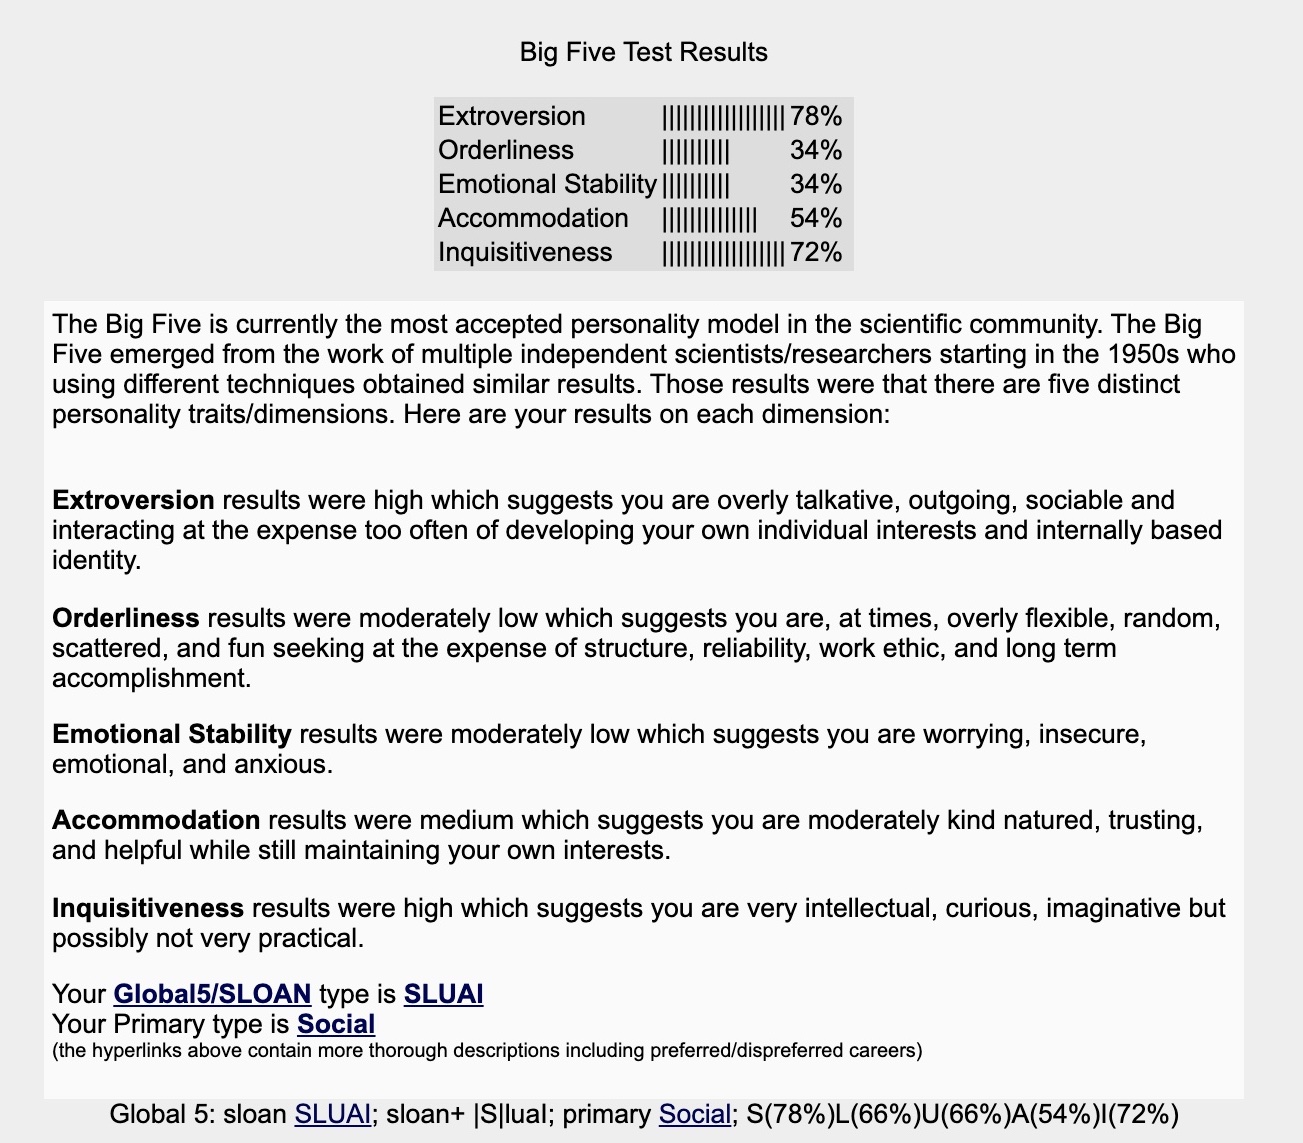 Big Five Test Results
Extroversion |||||||||||||||||| 78%
Orderliness |||||||||| 34%
Emotional Stability |||||||||| 34%
Accommodation |||||||||||||| 54%
Inquisitiveness |||||||||||||||||| 72%
The Big Five is currently the most accepted personality model in the scientific community. The Big
Five emerged from the work of multiple independent scientists/researchers starting in the 1950s who
using different techniques obtained similar results. Those results were that there are five distinct
personality traits/dimensions. Here are your results on each dimension:
Extroversion results were high which suggests you are overly talkative, outgoing, sociable and
interacting at the expense too often of developing your own individual interests and internally based
identity.
Orderliness results were moderately low which suggests you are, at times, overly flexible, random,
scattered, and fun seeking at the expense of structure, reliability, work ethic, and long term
accomplishment.
Emotional Stability results were moderately low which suggests you are worrying, insecure,
emotional, and anxious.
Accommodation results were medium which suggests you are moderately kind natured, trusting,
and helpful while still maintaining your own interests.
Inquisitiveness results were high which suggests you are very intellectual, curious, imaginative but
possibly not very practical.
Your Global5/SLOAN type is SLUAI
Your Primary type is Social
(the hyperlinks above contain more thorough descriptions including preferred/dispreferred careers)
Global 5: sloan SLUAI; sloan+ |S|luaI; primary Social; S(78%)L(66%)U(66%)A(54%)I(72%)